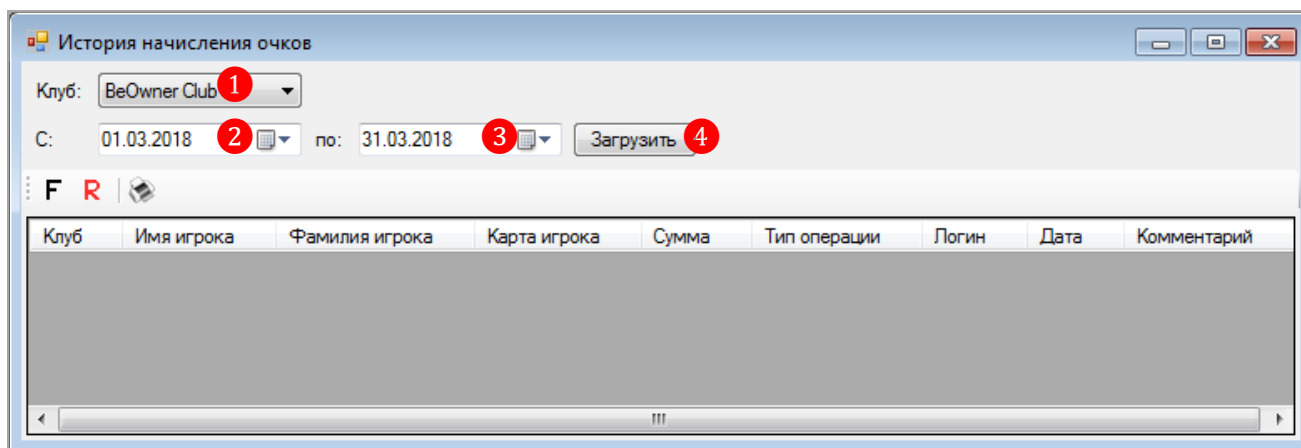 История начисления очков
Клуб: BeOwner Club 1
С: 01.03.2018 2 по: 31.03.2018 3 Загрузить 4
F R
Клуб Имя игрока Фамилия игрока Карта игрока Сумма Тип операции Логин Дата Комментарий